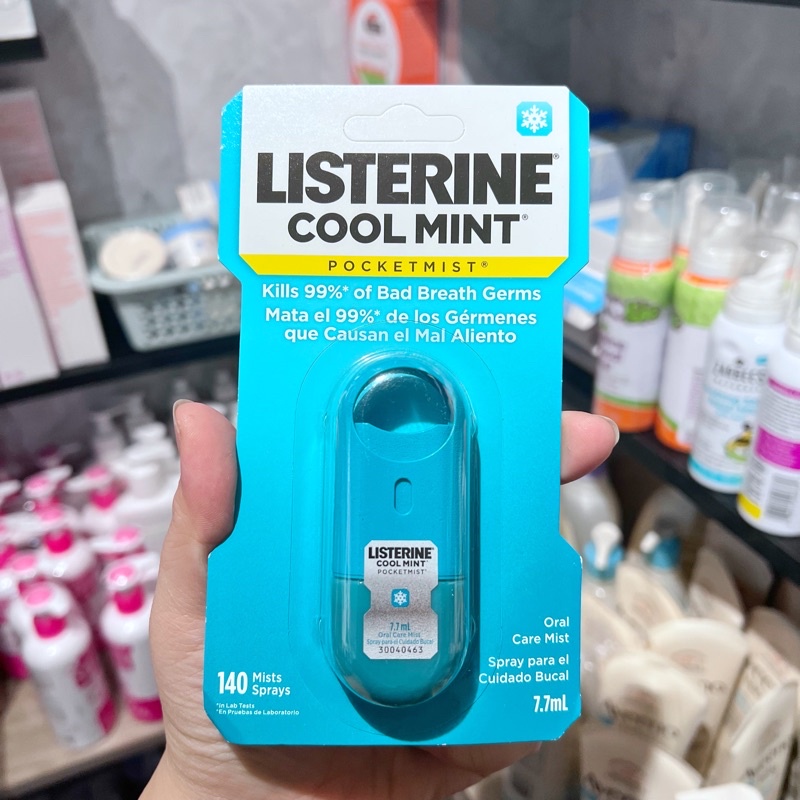 LISTERINE®
COOL MINT®
POCKETMIST®
Kills 99%* of Bad Breath Germs
Mata el 99%* de los Gérmenes
que Causan el Mal Aliento
LISTERINE®
COOL MINT®
POCKETMIST®
7.7 mL
Oral Care Mist
Spray para el Cuidado Bucal
30040463
Oral
Care Mist
Spray para el
Cuidado Bucal
7.7mL
140 Mists
Sprays
*In Lab Tests
*En Pruebas de Laboratorio
ZARBEE'S
Aveeno